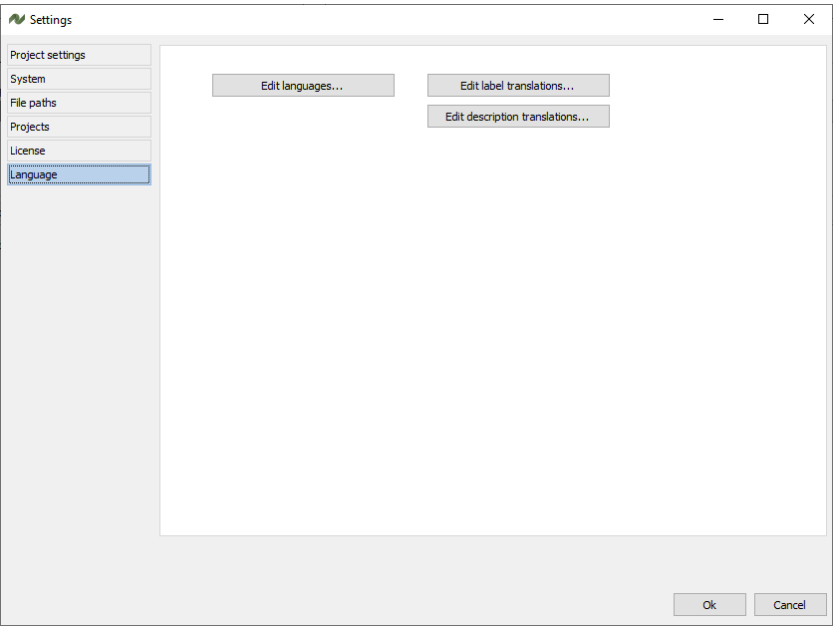 Settings
Project settings
System
File paths
Projects
License
Language
Edit languages...
Edit label translations...
Edit description translations...
Ok
Cancel